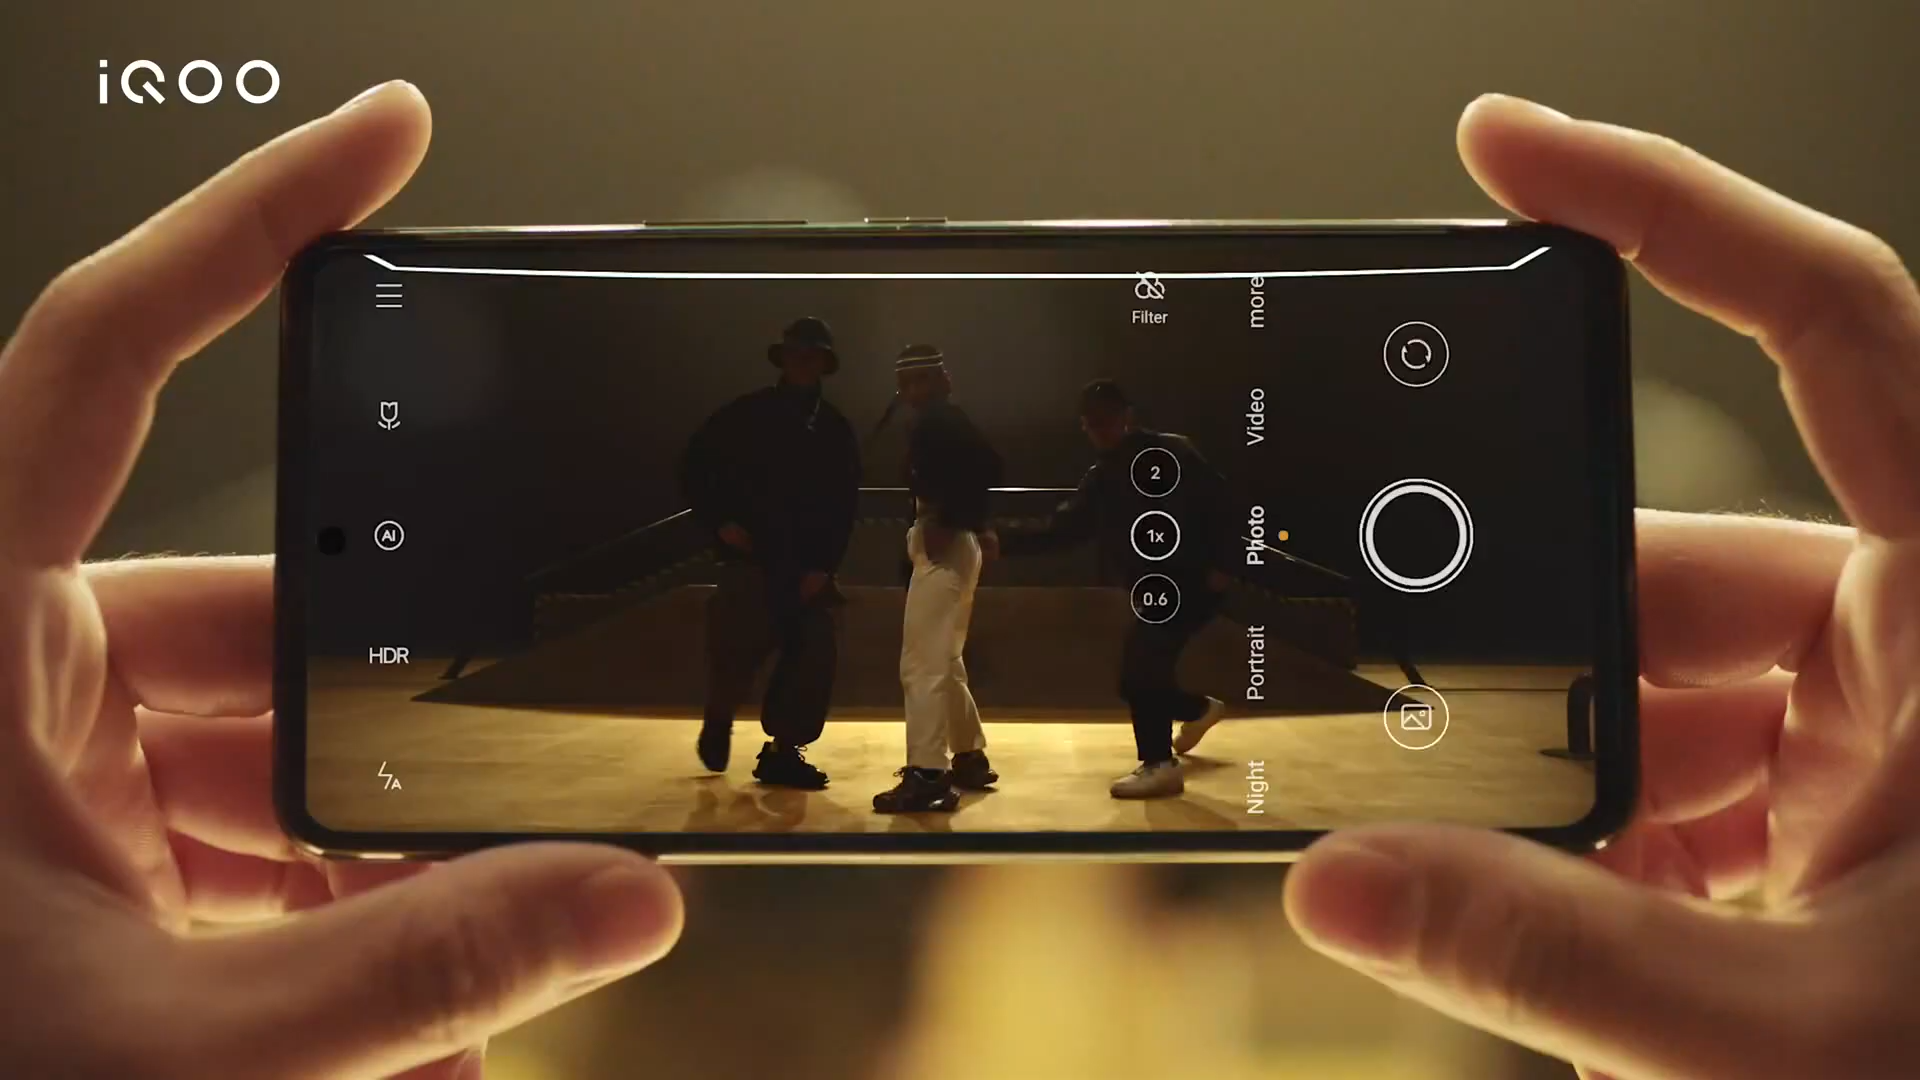 iQOO
Filter
more
Video
2
1x
0.6
Photo
Portrait
Night
AI
HDR
A